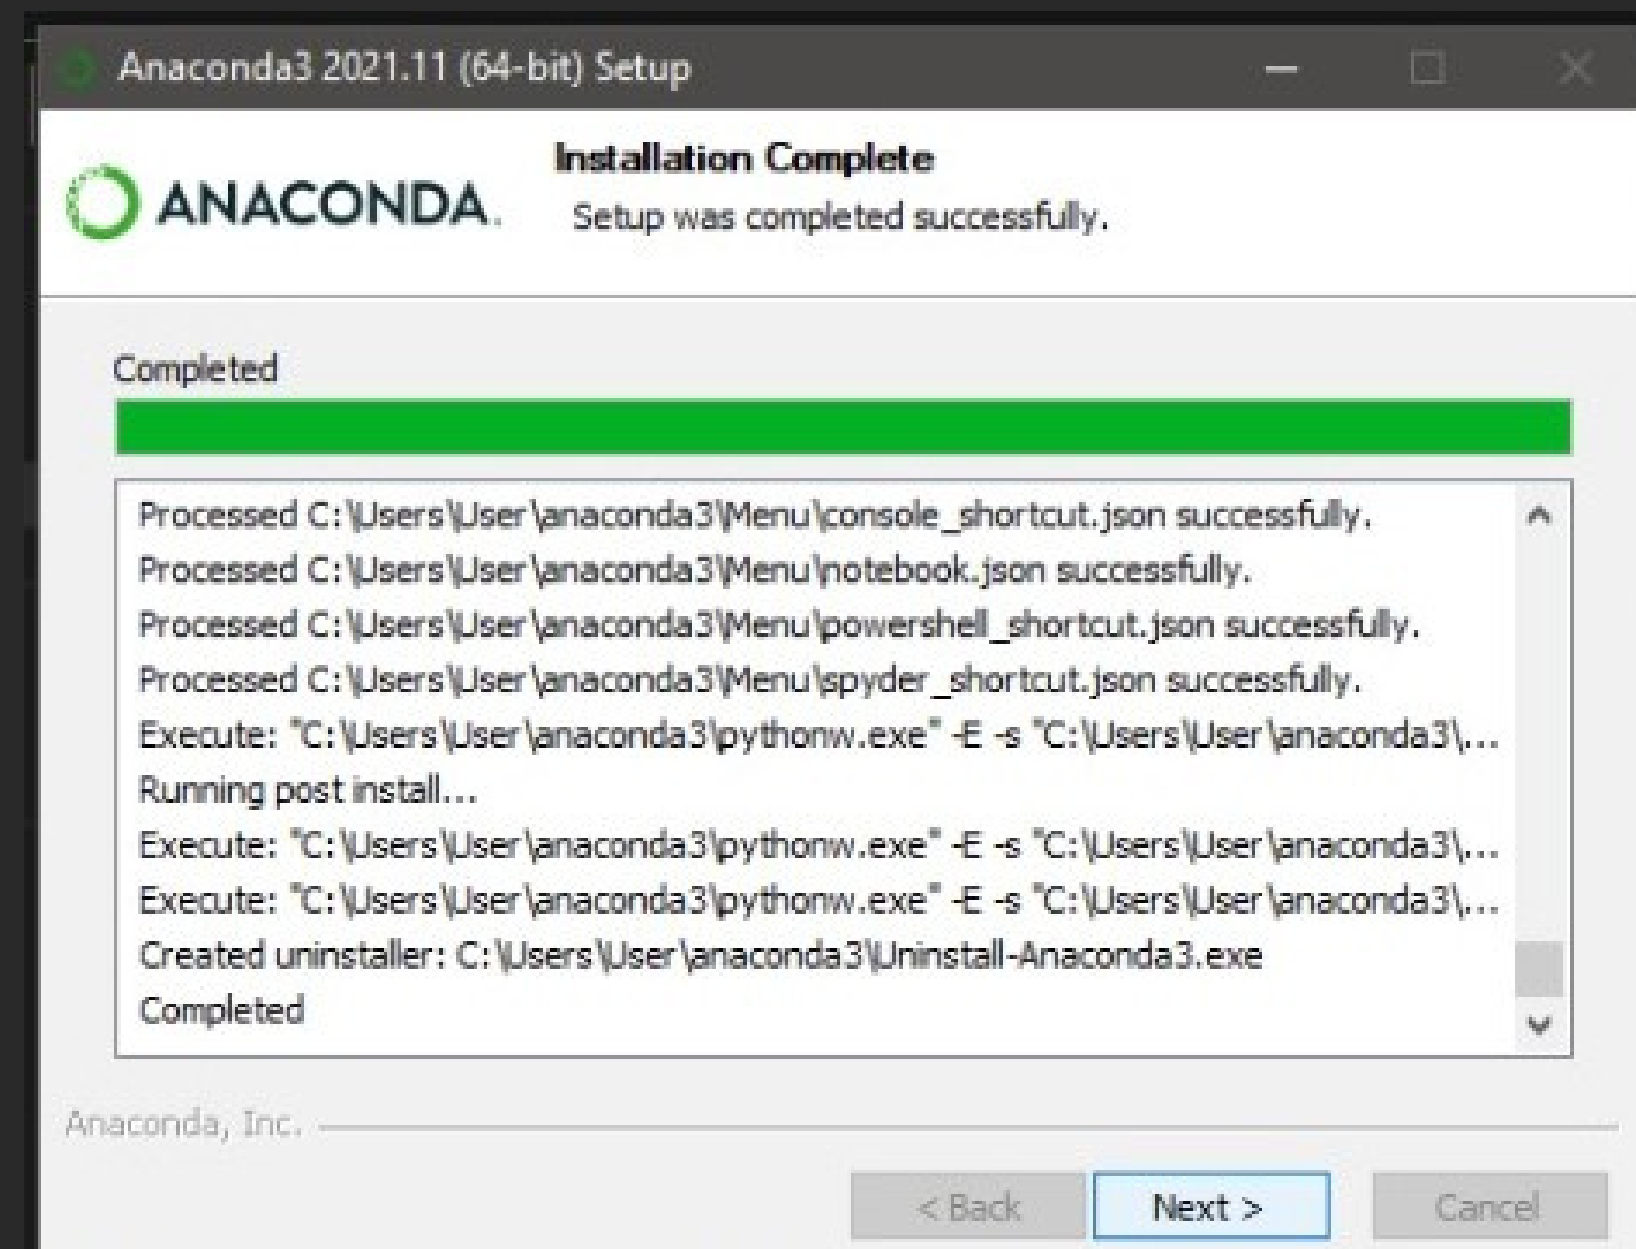 Anaconda3 2021.11 (64-bit) Setup
ANACONDA.
Installation Complete
Setup was completed successfully.
Completed
Processed C:\Users\User\anaconda3\Menu\console_shortcut.json successfully.
Processed C:\Users\User\anaconda3\Menu\notebook.json successfully.
Processed C:\Users\User\anaconda3\Menu\powershell_shortcut.json successfully.
Processed C:\Users\User\anaconda3\Menu\spyder_shortcut.json successfully.
Execute: "C:\Users\User\anaconda3\pythonw.exe" -E -s "C:\Users\User\anaconda3\...
Running post install...
Execute: "C:\Users\User\anaconda3\pythonw.exe" -E -s "C:\Users\User\anaconda3\...
Execute: "C:\Users\User\anaconda3\pythonw.exe" -E -s "C:\Users\User\anaconda3\...
Created uninstaller: C:\Users\User\anaconda3\Uninstall-Anaconda3.exe
Completed
Anaconda, Inc.
< Back
Next >
Cancel